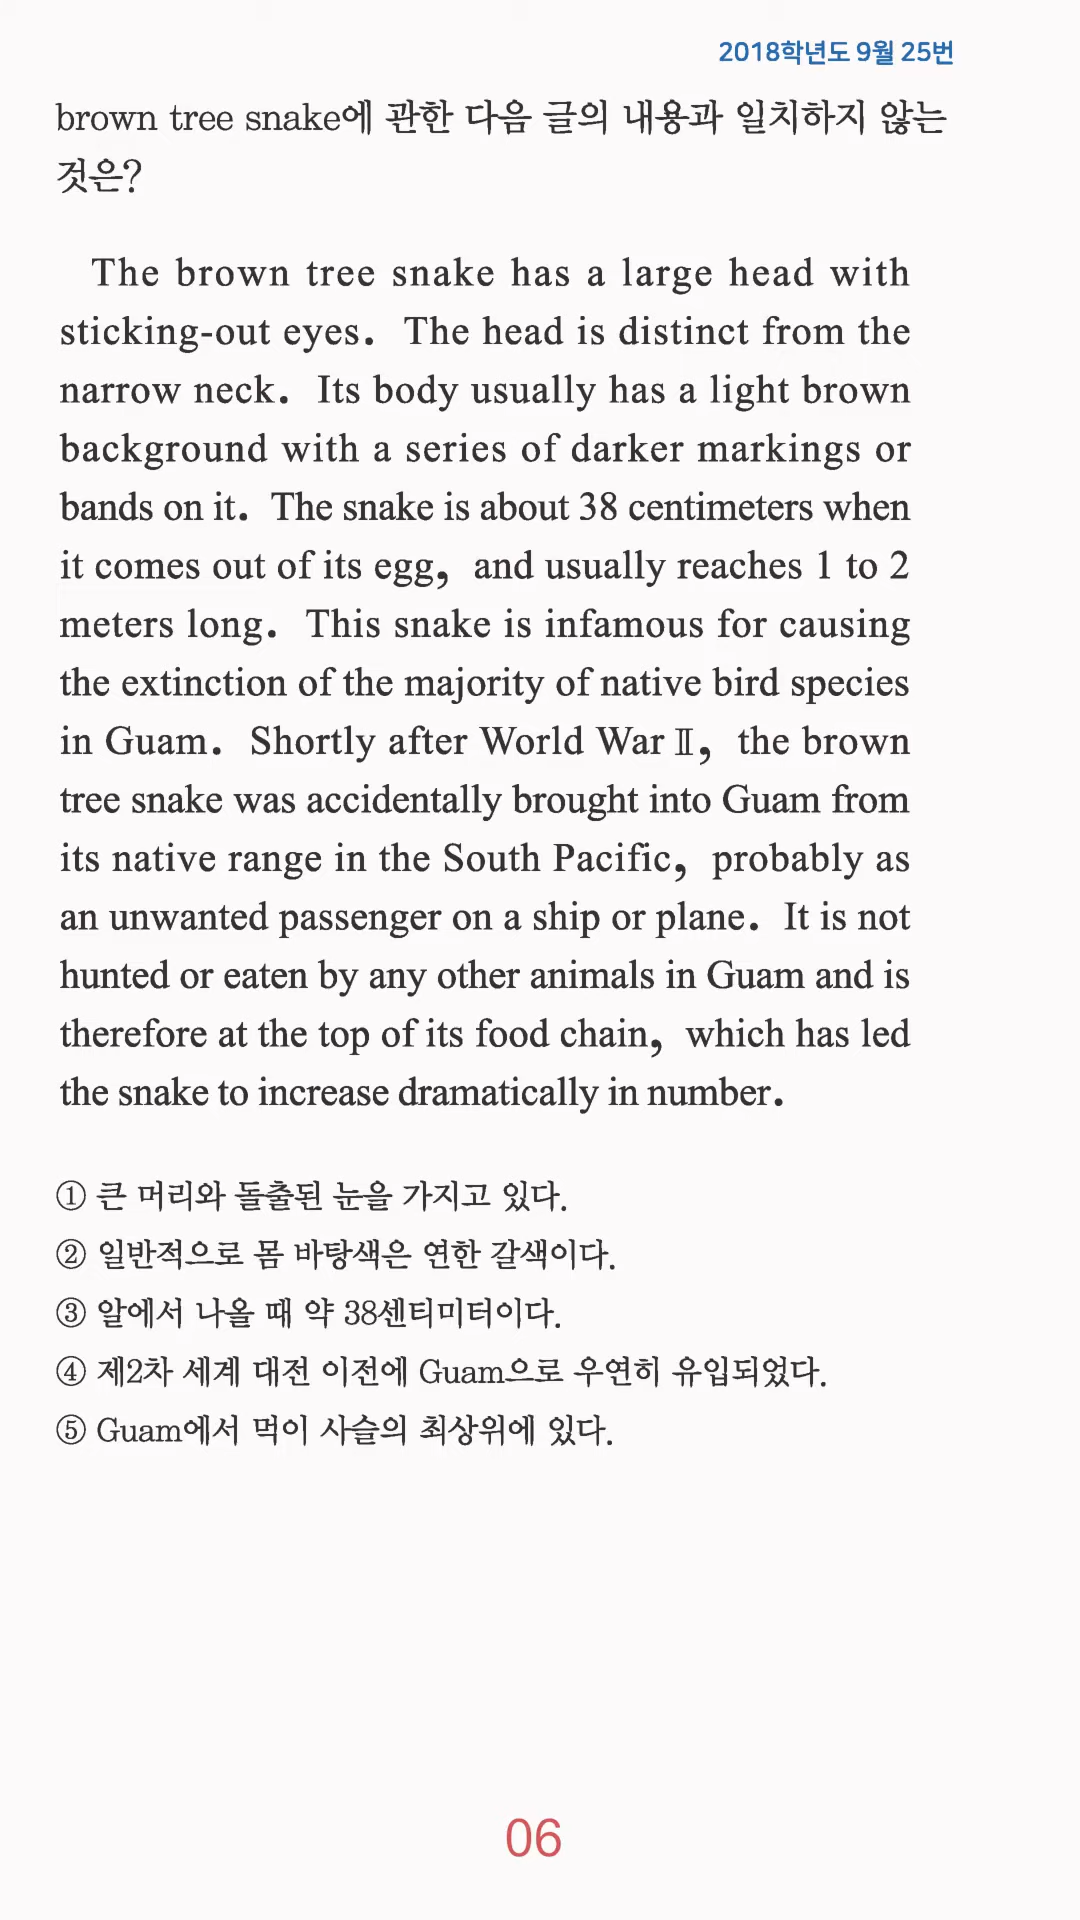 2018학년도 9월 25번
brown tree snake에 관한 다음 글의 내용과 일치하지 않는
것은?
The brown tree snake has a large head with
sticking-out eyes. The head is distinct from the
narrow neck. Its body usually has a light brown
background with a series of darker markings or
bands on it. The snake is about 38 centimeters when
it comes out of its egg, and usually reaches 1 to 2
meters long. This snake is infamous for causing
the extinction of the majority of native bird species
in Guam. Shortly after World War Ⅱ, the brown
tree snake was accidentally brought into Guam from
its native range in the South Pacific, probably as
an unwanted passenger on a ship or plane. It is not
hunted or eaten by any other animals in Guam and is
therefore at the top of its food chain, which has led
the snake to increase dramatically in number.
① 큰 머리와 돌출된 눈을 가지고 있다.
② 일반적으로 몸 바탕색은 연한 갈색이다.
③ 알에서 나올 때 약 38센티미터이다.
④ 제2차 세계 대전 이전에 Guam으로 우연히 유입되었다.
⑤ Guam에서 먹이 사슬의 최상위에 있다.
06